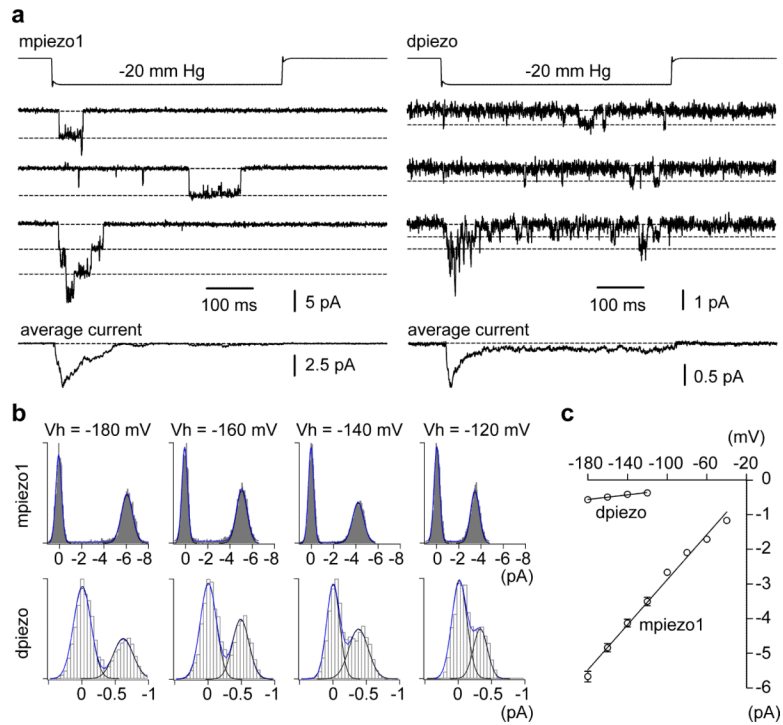 a
mpiezo1
dpiezo
-20 mm Hg
-20 mm Hg
100 ms
5 pA
100 ms
1 pA
average current
2.5 pA
average current
0.5 pA
b
Vh = -180 mV
Vh = -160 mV
Vh = -140 mV
Vh = -120 mV
mpiezo1
0 -2 -4 -6 -8
0 -2 -4 -6 -8
0 -2 -4 -6 -8
0 -2 -4 -6 -8
(pA)
dpiezo
0 -0.5 -1
0 -0.5 -1
0 -0.5 -1
0 -0.5 -1
(pA)
c
(mV)
-180 -140 -100 -60 -20
0
dpiezo
-1
-2
-3
mpiezo1
-4
-5
-6
(pA)